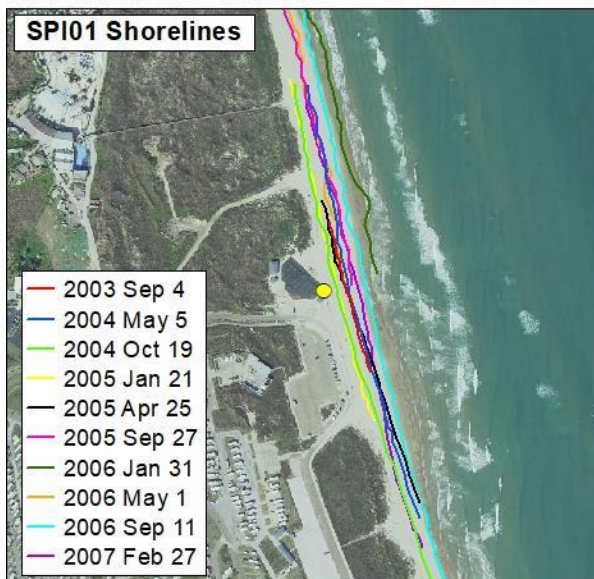 SPI01 Shorelines
2003 Sep 4
2004 May 5
2004 Oct 19
2005 Jan 21
2005 Apr 25
2005 Sep 27
2006 Jan 31
2006 May 1
2006 Sep 11
2007 Feb 27